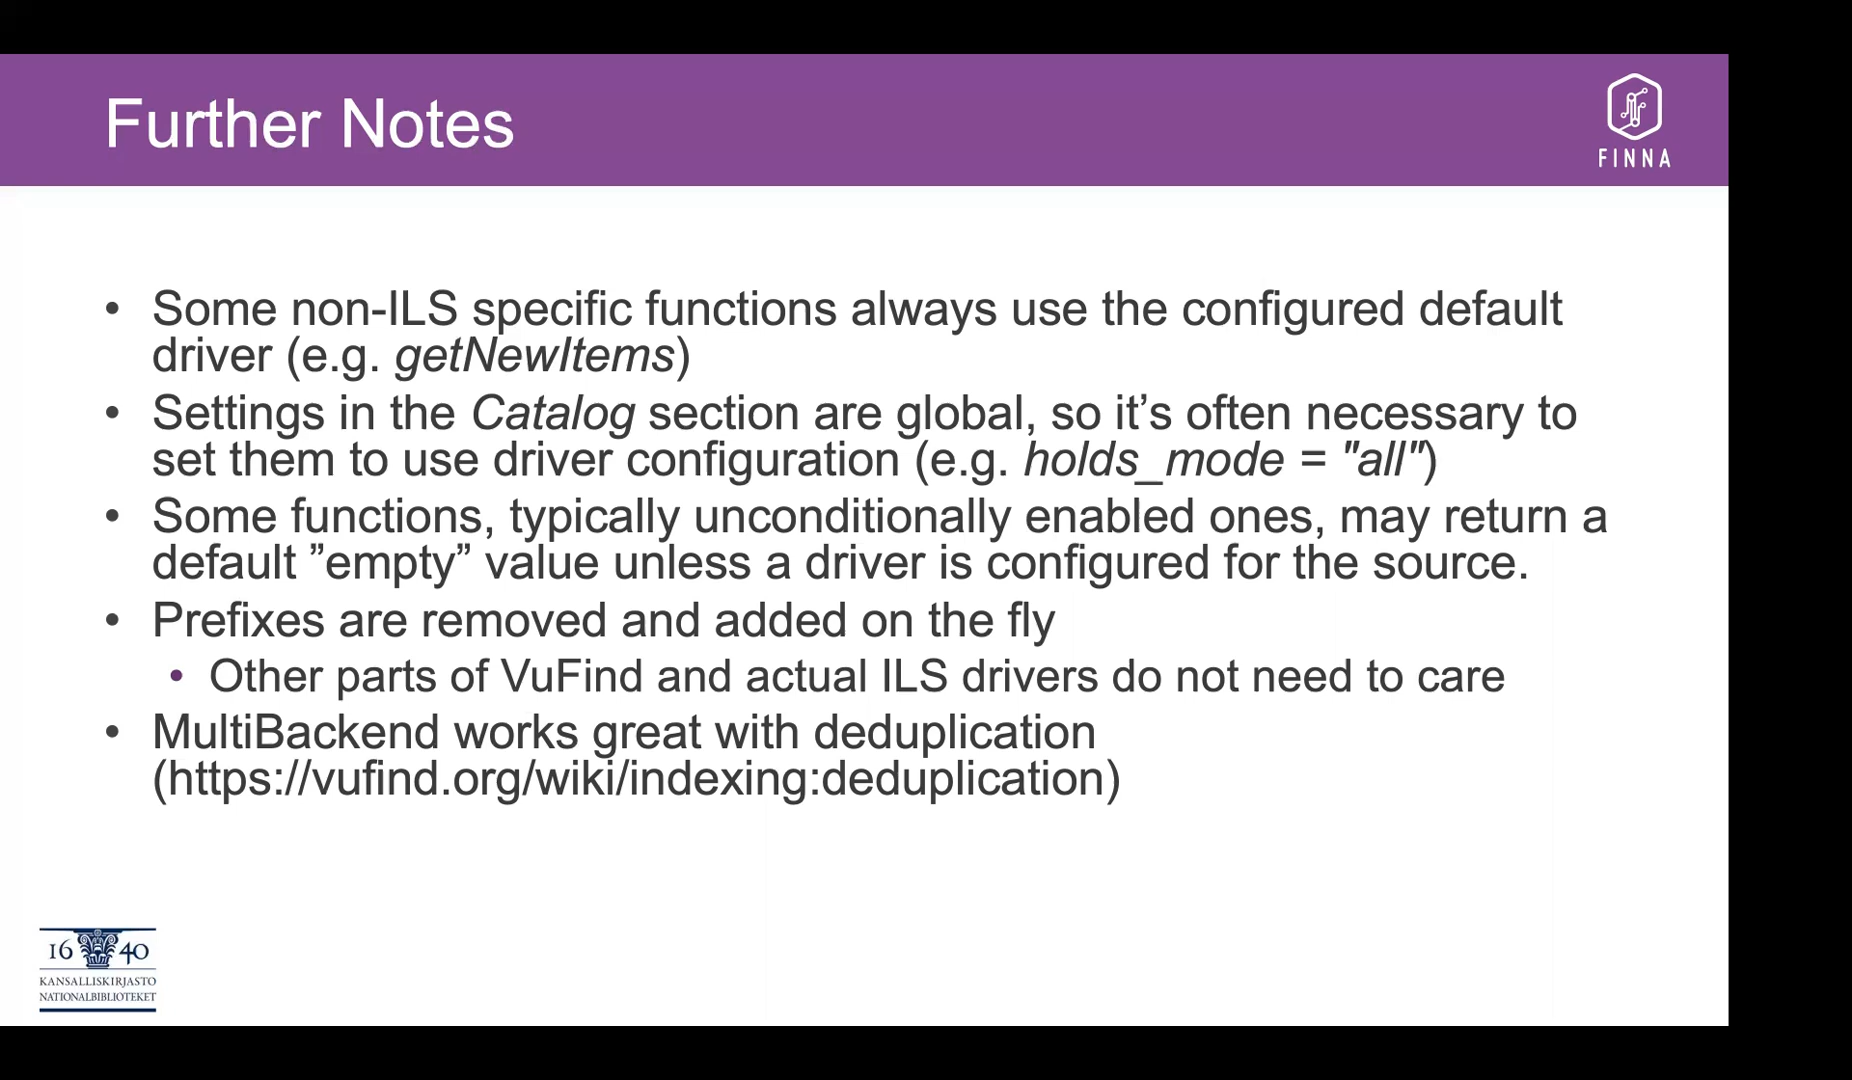 Further Notes
FINNA
• Some non-ILS specific functions always use the configured default
driver (e.g. getNewItems)
• Settings in the Catalog section are global, so it’s often necessary to
set them to use driver configuration (e.g. holds_mode = "all")
• Some functions, typically unconditionally enabled ones, may return a
default ”empty” value unless a driver is configured for the source.
• Prefixes are removed and added on the fly
• Other parts of VuFind and actual ILS drivers do not need to care
• MultiBackend works great with deduplication
(https://vufind.org/wiki/indexing:deduplication)
16 40
KANSALLISKIRJASTO
NATIONALBIBLIOTEKET